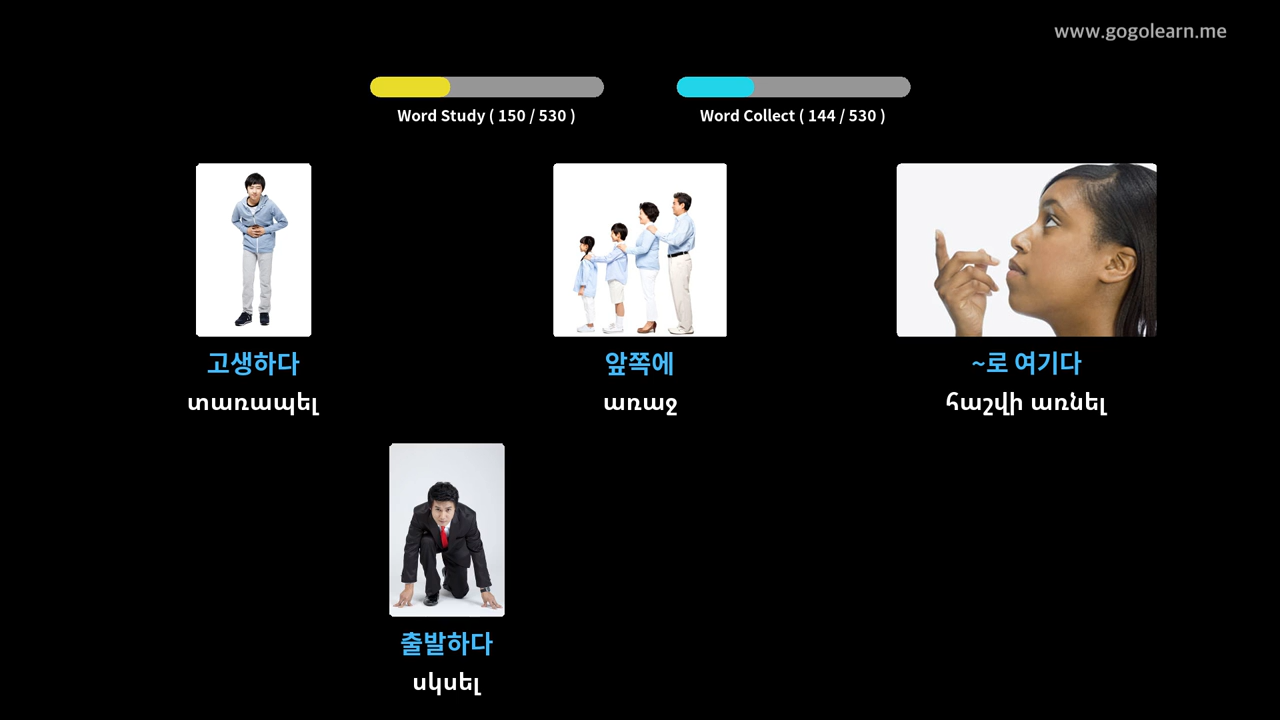 www.gogolearn.me
Word Study ( 150 / 530 )
Word Collect ( 144 / 530 )
고생하다
տառապել
앞쪽에
առաջ
~로 여기다
հաշվի առնել
출발하다
սկսել